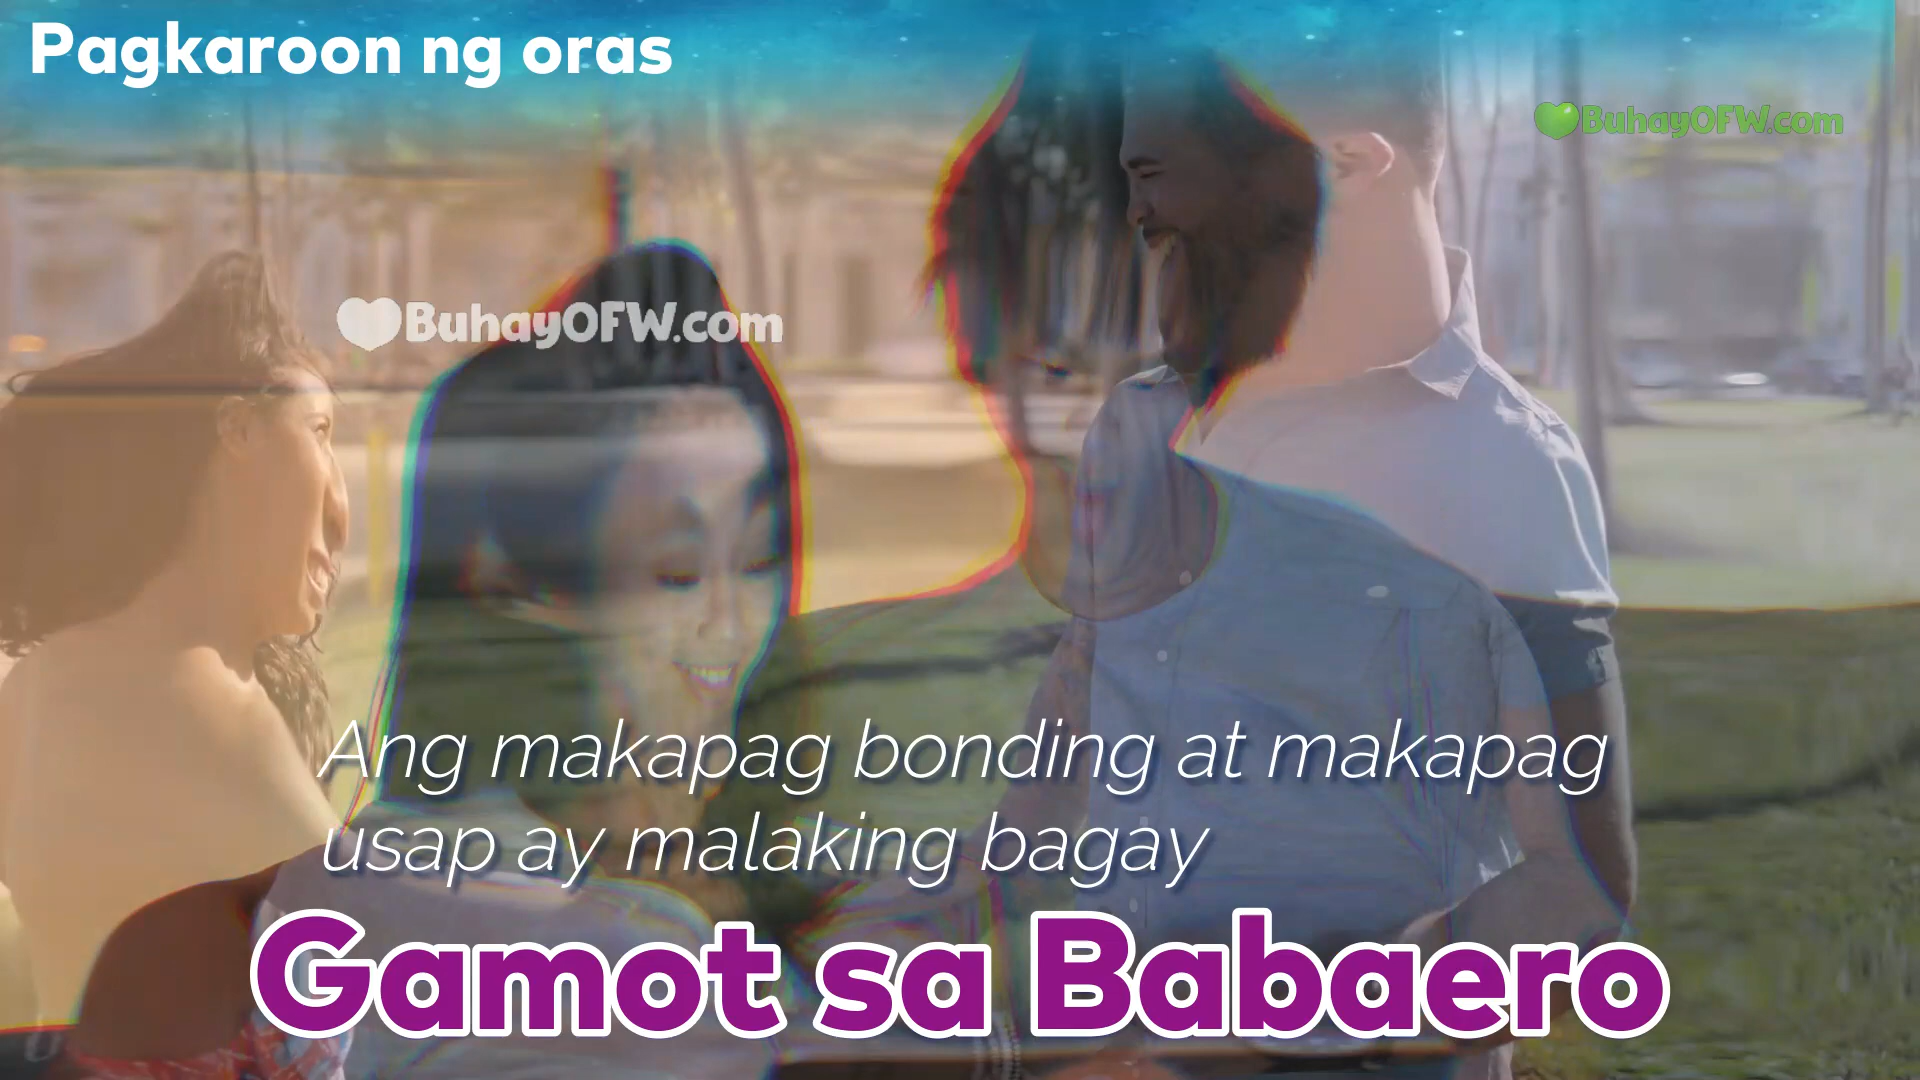 Pagkaroon ng oras
BuhayOFW.com
BuhayOFW.com
Ang makapag bonding at makapag
usap ay malaking bagay
Gamot sa Babaero